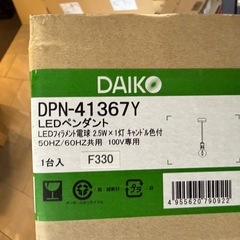 DAIKO
DPN-41367Y
LEDペンダント
LEDフィラメント電球 2.5W×1灯 キャンドル色付
50HZ/60HZ共用 100V専用
1台入
F330
4955620790922